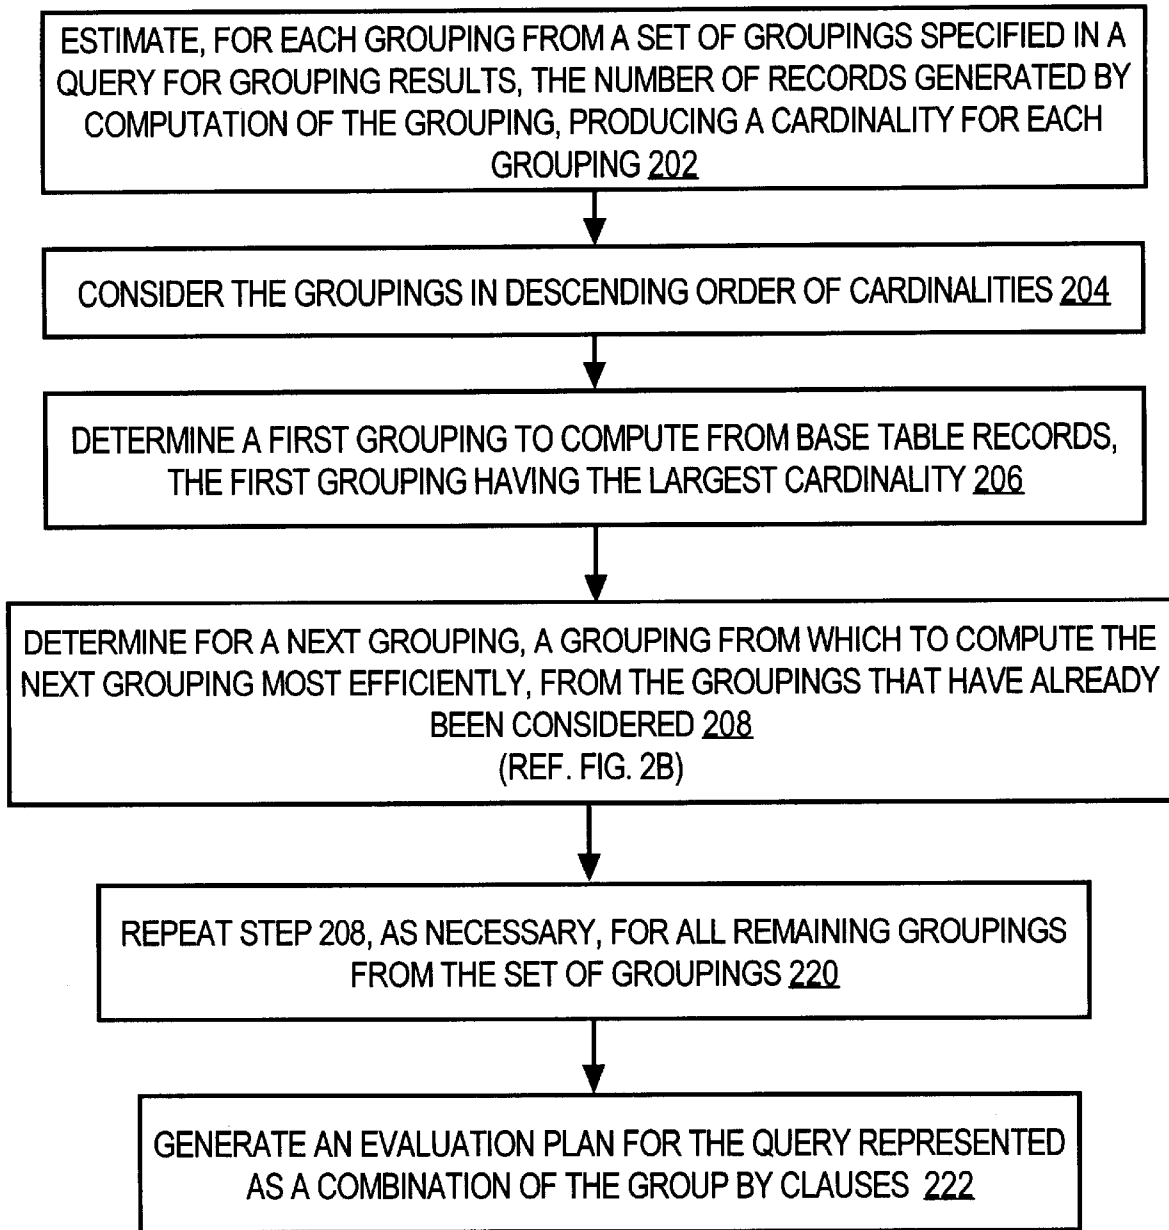 ESTIMATE, FOR EACH GROUPING FROM A SET OF GROUPINGS SPECIFIED IN A
QUERY FOR GROUPING RESULTS, THE NUMBER OF RECORDS GENERATED BY
COMPUTATION OF THE GROUPING, PRODUCING A CARDINALITY FOR EACH
GROUPING 202
CONSIDER THE GROUPINGS IN DESCENDING ORDER OF CARDINALITIES 204
DETERMINE A FIRST GROUPING TO COMPUTE FROM BASE TABLE RECORDS,
THE FIRST GROUPING HAVING THE LARGEST CARDINALITY 206
DETERMINE FOR A NEXT GROUPING, A GROUPING FROM WHICH TO COMPUTE THE
NEXT GROUPING MOST EFFICIENTLY, FROM THE GROUPINGS THAT HAVE ALREADY
BEEN CONSIDERED 208
(REF. FIG. 2B)
REPEAT STEP 208, AS NECESSARY, FOR ALL REMAINING GROUPINGS
FROM THE SET OF GROUPINGS 220
GENERATE AN EVALUATION PLAN FOR THE QUERY REPRESENTED
AS A COMBINATION OF THE GROUP BY CLAUSES 222